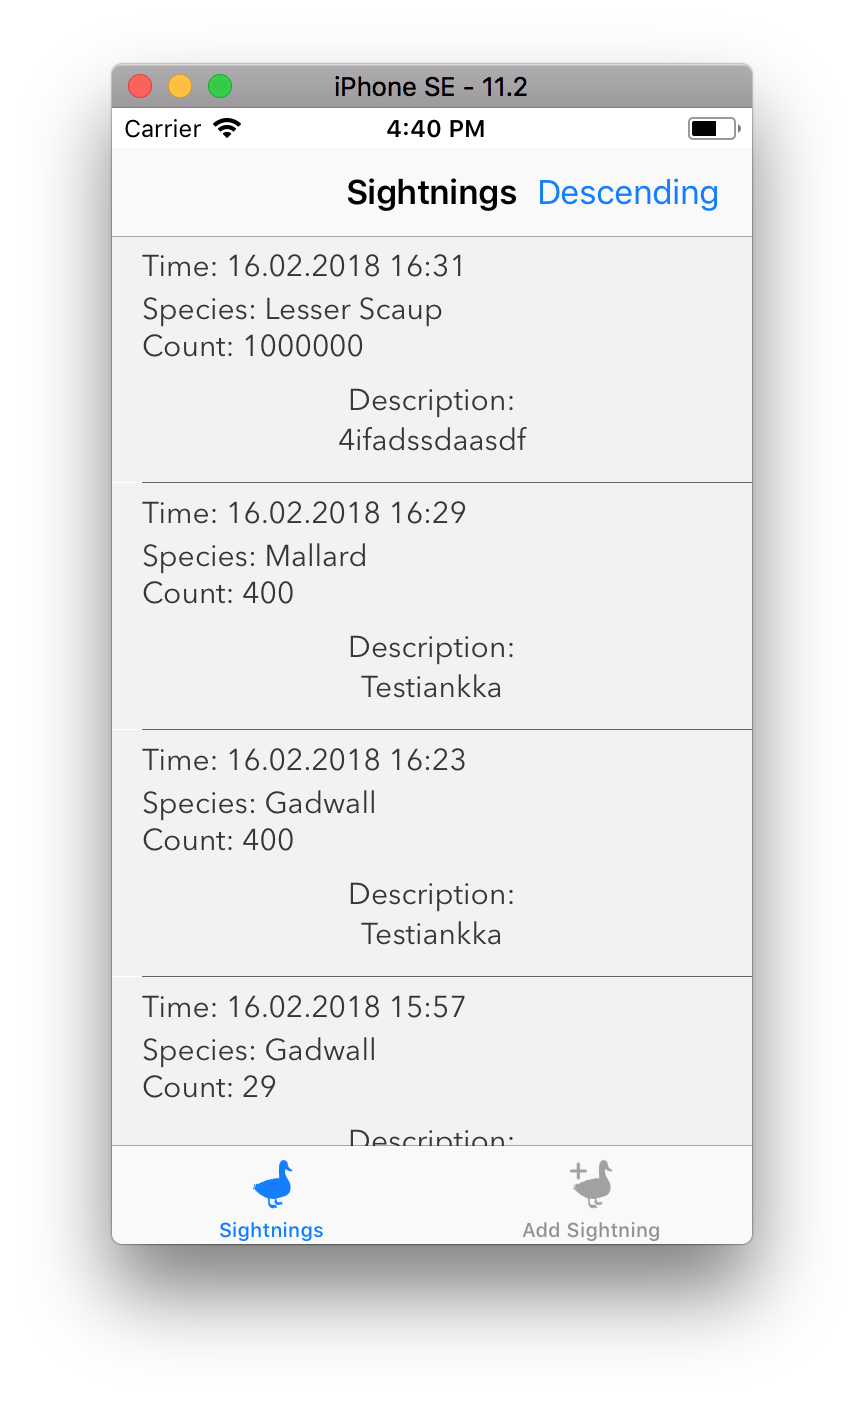 iPhone SE - 11.2
Carrier 4:40 PM
Sightnings Descending
Time: 16.02.2018 16:31
Species: Lesser Scaup
Count: 1000000
Description:
4ifadssdaasdf
Time: 16.02.2018 16:29
Species: Mallard
Count: 400
Description:
Testiankka
Time: 16.02.2018 16:23
Species: Gadwall
Count: 400
Description:
Testiankka
Time: 16.02.2018 15:57
Species: Gadwall
Count: 29
Description:
Sightnings Add Sightning